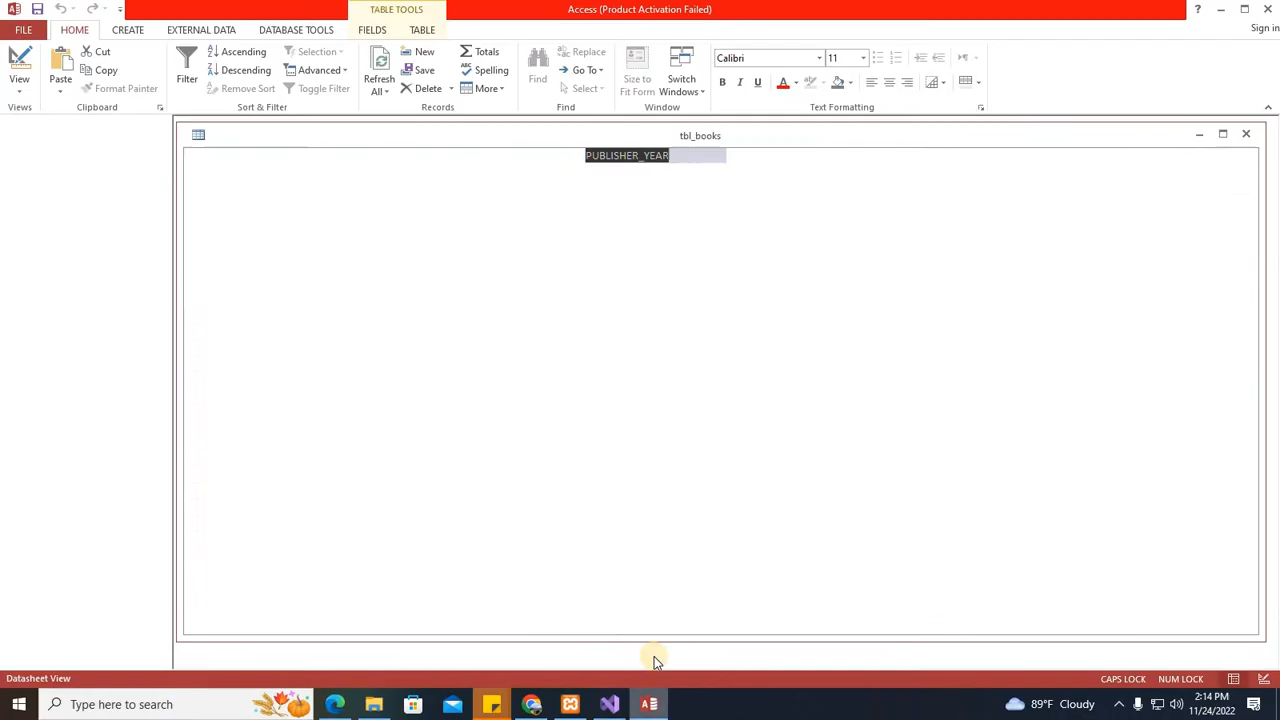 TABLE TOOLS
Access (Product Activation Failed)
?
FILE HOME CREATE EXTERNAL DATA DATABASE TOOLS FIELDS TABLE
Sign in
View
Views
Paste
Cut
Copy
Format Painter
Clipboard
Filter
Ascending
Descending
Remove Sort
Selection
Advanced
Toggle Filter
Sort & Filter
Refresh
All
New
Save
Delete
Totals
Spelling
More
Records
Find
Replace
Go To
Select
Find
Size to
Fit Form
Switch
Windows
Window
Calibri 11
B I U A
Text Formatting
tbl_books
PUBLISHER_YEAR
Datasheet View
CAPS LOCK NUM LOCK
Type here to search
89°F Cloudy
2:14 PM
11/24/2022